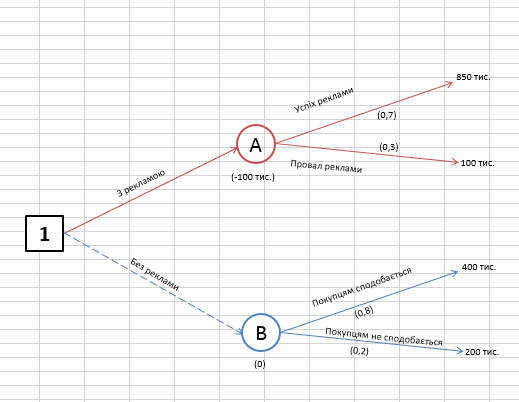 850 тис.
Успіх реклами
(0,7)
А
(0,3)
100 тис.
Провал реклами
(-100 тис.)
З рекламою
1
Без реклами
400 тис.
Покупцям сподобається
(0,8)
В
Покупцям не сподобається
200 тис.
(0,2)
(0)